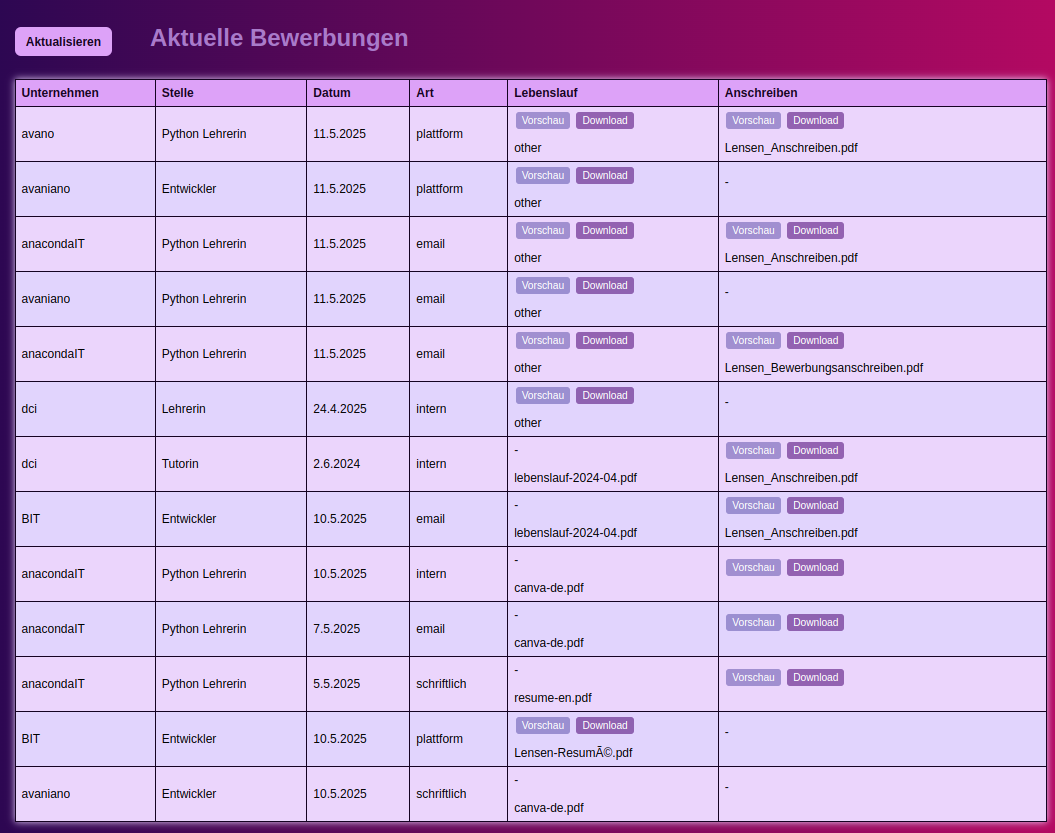 Aktualisieren Aktuelle Bewerbungen
Unternehmen Stelle Datum Art Lebenslauf Anschreiben
avano Python Lehrerin 11.5.2025 plattform Vorschau Download other Vorschau Download Lensen_Anschreiben.pdf
avaniano Entwickler 11.5.2025 plattform Vorschau Download other -
anacondaIT Python Lehrerin 11.5.2025 email Vorschau Download other Vorschau Download Lensen_Anschreiben.pdf
avaniano Python Lehrerin 11.5.2025 email Vorschau Download other -
anacondaIT Python Lehrerin 11.5.2025 email Vorschau Download other Vorschau Download Lensen_Bewerbungsanschreiben.pdf
dci Lehrerin 24.4.2025 intern Vorschau Download other -
dci Tutorin 2.6.2024 intern - lebenslauf-2024-04.pdf Vorschau Download Lensen_Anschreiben.pdf
BIT Entwickler 10.5.2025 email - lebenslauf-2024-04.pdf Vorschau Download Lensen_Anschreiben.pdf
anacondaIT Python Lehrerin 10.5.2025 intern - canva-de.pdf Vorschau Download
anacondaIT Python Lehrerin 7.5.2025 email - canva-de.pdf Vorschau Download
anacondaIT Python Lehrerin 5.5.2025 schriftlich - resume-en.pdf Vorschau Download
BIT Entwickler 10.5.2025 plattform Vorschau Download Lensen-ResumÃ©.pdf -
avaniano Entwickler 10.5.2025 schriftlich - canva-de.pdf -